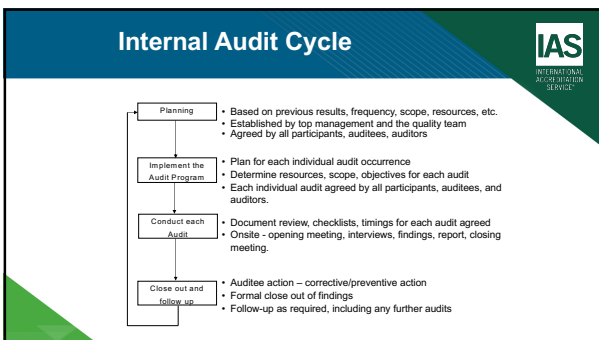 Internal Audit Cycle
IAS
INTERNATIONAL
ACCREDITATION
SERVICE
Planning
• Based on previous results, frequency, scope, resources, etc.
• Established by top management and the quality team
• Agreed by all participants, auditees, auditors
Implement the
Audit Program
• Plan for each individual audit occurrence
• Determine resources, scope, objectives for each audit
• Each individual audit agreed by all participants, auditees, and
auditors.
Conduct each
Audit
• Document review, checklists, timings for each audit agreed
• Onsite - opening meeting, interviews, findings, report, closing
meeting.
Close out and
follow up
• Auditee action – corrective/preventive action
• Formal close out of findings
• Follow-up as required, including any further audits